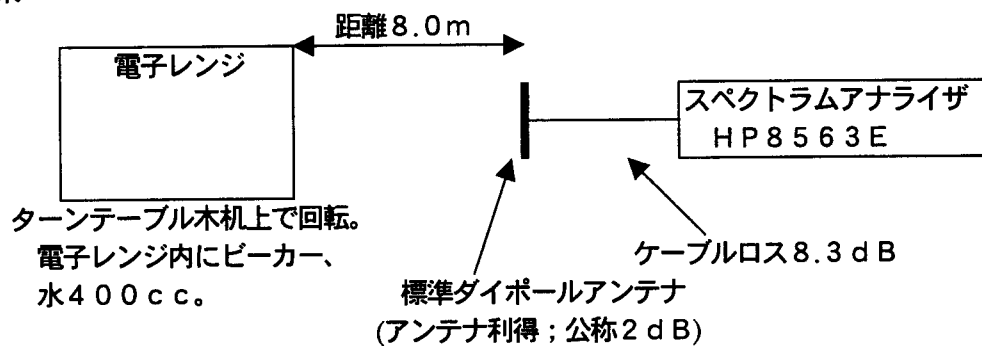 距離８.０ｍ
電子レンジ
スペクトラムアナライザ
ＨＰ８５６３Ｅ
ターンテーブル木机上で回転。
電子レンジ内にビーカー、
水４００ｃｃ。
ケーブルロス８.３ｄＢ
標準ダイポールアンテナ
(アンテナ利得；公称２ｄＢ)